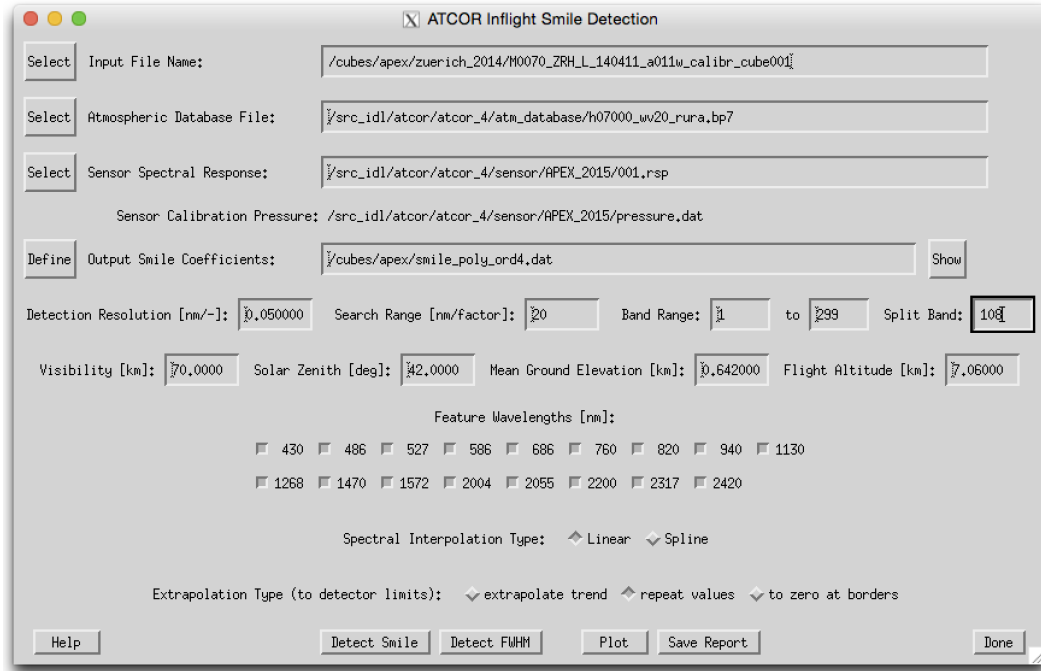 ATCOR Inflight Smile Detection
Select Input File Name: /cubes/apex/zuerich_2014/M0070_ZRH_L_140411_a011w_calibr_cube001
Select Atmospheric Database File: /src_idl/atcor/atcor_4/atm_database/h07000_wv20_rura.bp7
Select Sensor Spectral Response: /src_idl/atcor/atcor_4/sensor/APEX_2015/001.rsp
Sensor Calibration Pressure: /src_idl/atcor/atcor_4/sensor/APEX_2015/pressure.dat
Define Output Smile Coefficients: /cubes/apex/smile_poly_ord4.dat Show
Detection Resolution [nm/-]: 0.050000 Search Range [nm/factor]: 20 Band Range: 1 to 299 Split Band: 108
Visibility [km]: 70.0000 Solar Zenith [deg]: 42.0000 Mean Ground Elevation [km]: 0.642000 Flight Altitude [km]: 7.06000
Feature Wavelengths [nm]:
430 486 527 586 686 760 820 940 1130
1268 1470 1572 2004 2055 2200 2317 2420
Spectral Interpolation Type: Linear Spline
Extrapolation Type (to detector limits): extrapolate trend repeat values to zero at borders
Help Detect Smile Detect FWHM Plot Save Report Done